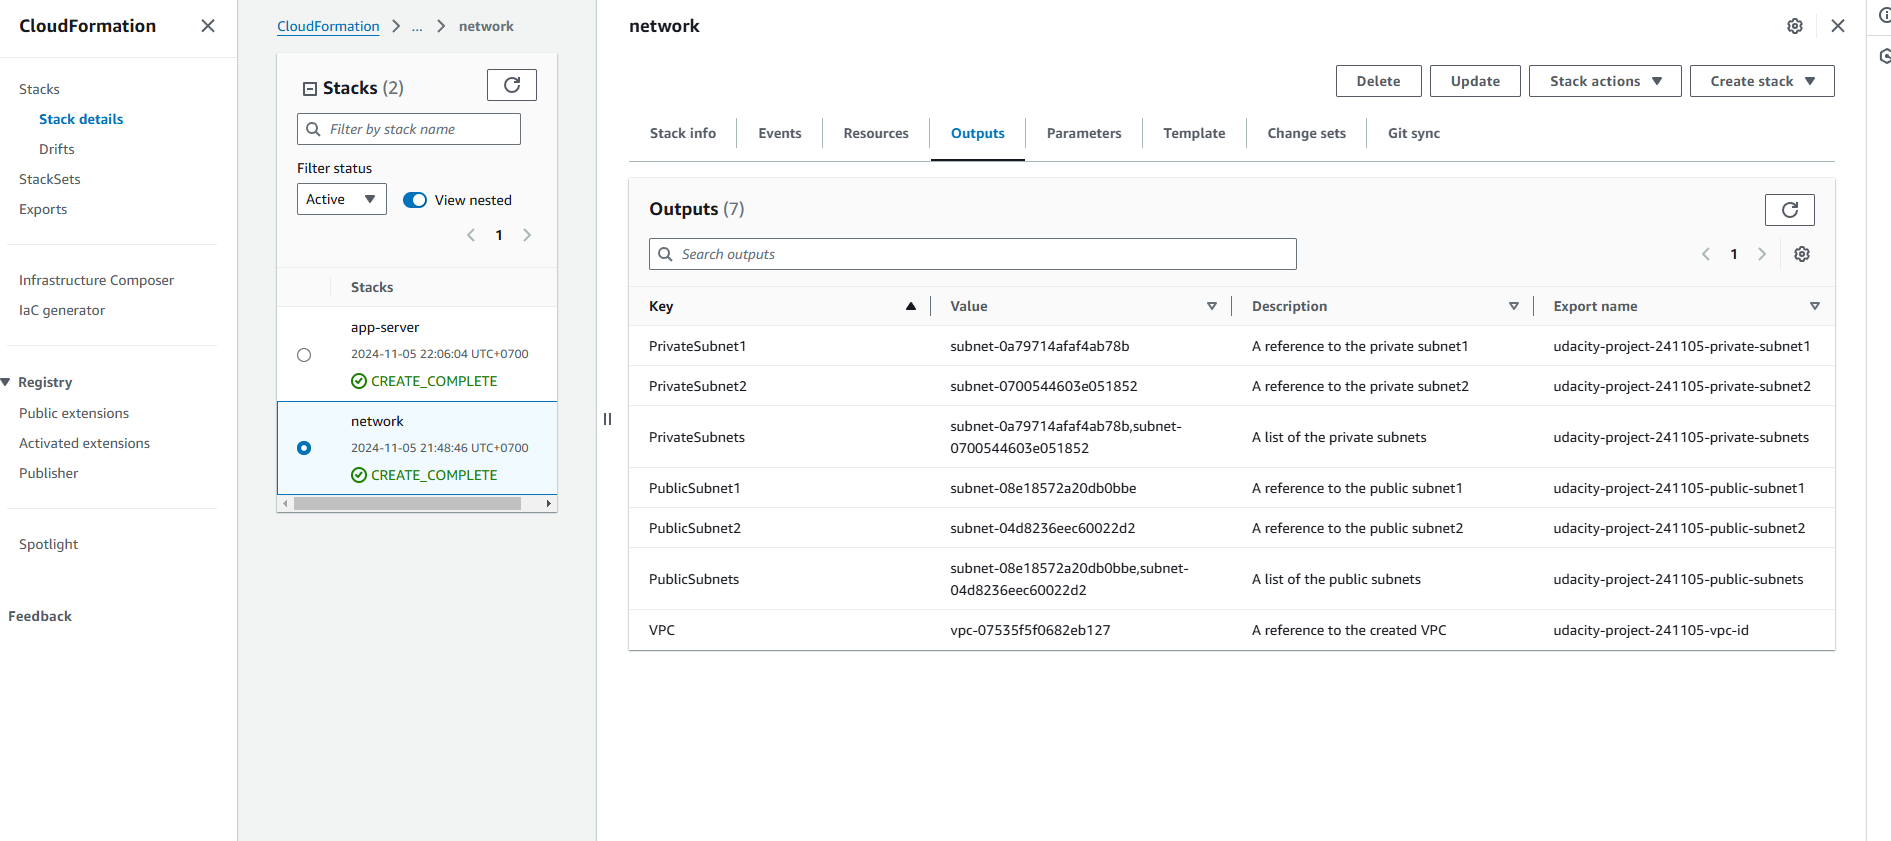 CloudFormation
Stacks
Stack details
Drifts
StackSets
Exports
Infrastructure Composer
IaC generator
Registry
Public extensions
Activated extensions
Publisher
Spotlight
Feedback
CloudFormation
...
network
Stacks (2)
Filter by stack name
Filter status
Active
View nested
1
Stacks
app-server
2024-11-05 22:06:04 UTC+0700
CREATE_COMPLETE
network
2024-11-05 21:48:46 UTC+0700
CREATE_COMPLETE
network
Delete
Update
Stack actions
Create stack
Stack info
Events
Resources
Outputs
Parameters
Template
Change sets
Git sync
Outputs (7)
Search outputs
1
Key
Value
Description
Export name
PrivateSubnet1
subnet-0a79714afaf4ab78b
A reference to the private subnet1
udacity-project-241105-private-subnet1
PrivateSubnet2
subnet-0700544603e051852
A reference to the private subnet2
udacity-project-241105-private-subnet2
PrivateSubnets
subnet-0a79714afaf4ab78b,subnet-
0700544603e051852
A list of the private subnets
udacity-project-241105-private-subnets
PublicSubnet1
subnet-08e18572a20db0bbe
A reference to the public subnet1
udacity-project-241105-public-subnet1
PublicSubnet2
subnet-04d8236eec60022d2
A reference to the public subnet2
udacity-project-241105-public-subnet2
PublicSubnets
subnet-08e18572a20db0bbe,subnet-
04d8236eec60022d2
A list of the public subnets
udacity-project-241105-public-subnets
VPC
vpc-07535f5f0682eb127
A reference to the created VPC
udacity-project-241105-vpc-id